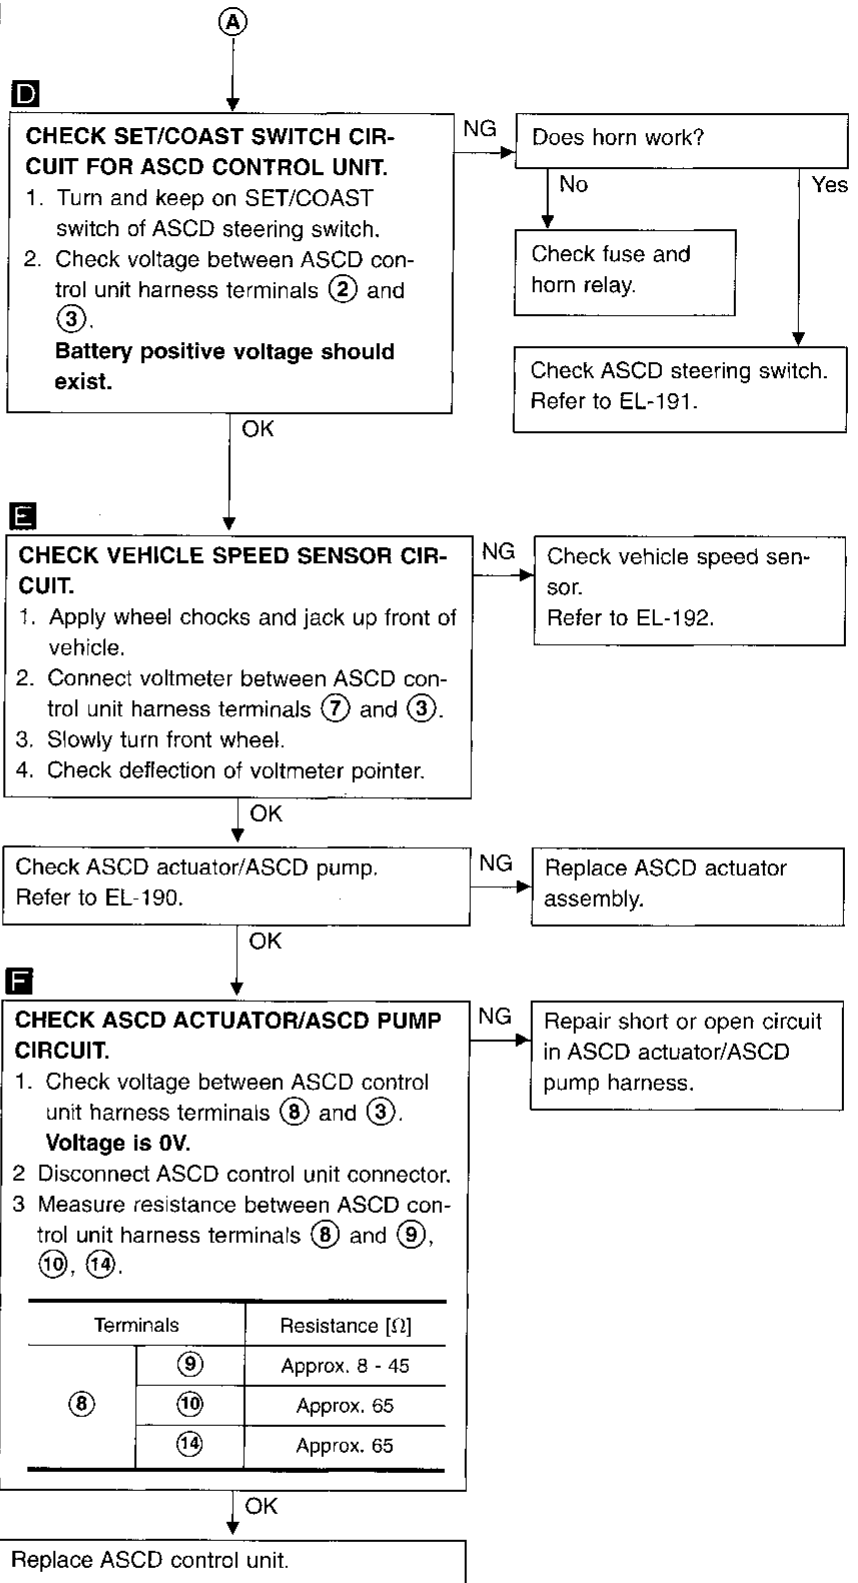 A
D
CHECK SET/COAST SWITCH CIR-
CUIT FOR ASCD CONTROL UNIT.
1. Turn and keep on SET/COAST
switch of ASCD steering switch.
2. Check voltage between ASCD con-
trol unit harness terminals ② and
③.
Battery positive voltage should
exist.
NG
Does horn work?
No
Yes
Check fuse and
horn relay.
Check ASCD steering switch.
Refer to EL-191.
OK
E
CHECK VEHICLE SPEED SENSOR CIR-
CUIT.
1. Apply wheel chocks and jack up front of
vehicle.
2. Connect voltmeter between ASCD con-
trol unit harness terminals ⑦ and ③.
3. Slowly turn front wheel.
4. Check deflection of voltmeter pointer.
NG
Check vehicle speed sen-
sor.
Refer to EL-192.
OK
Check ASCD actuator/ASCD pump.
Refer to EL-190.
NG
Replace ASCD actuator
assembly.
OK
F
CHECK ASCD ACTUATOR/ASCD PUMP
CIRCUIT.
1. Check voltage between ASCD control
unit harness terminals ⑧ and ③.
Voltage is 0V.
2 Disconnect ASCD control unit connector.
3 Measure resistance between ASCD con-
trol unit harness terminals ⑧ and ⑨,
⑩, ⑭.
NG
Repair short or open circuit
in ASCD actuator/ASCD
pump harness.
Terminals Resistance [Ω]
⑨ Approx. 8 - 45
⑧ ⑩ Approx. 65
⑭ Approx. 65
OK
Replace ASCD control unit.